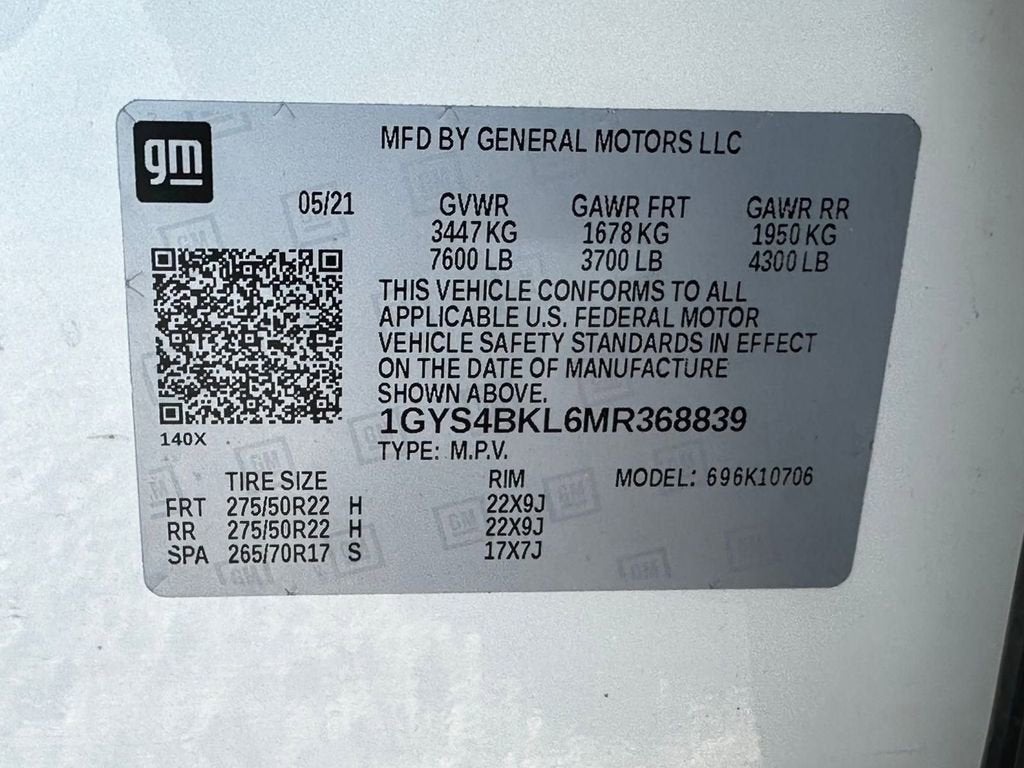 gm
MFD BY GENERAL MOTORS LLC
05/21 GVWR GAWR FRT GAWR RR
3447 KG 1678 KG 1950 KG
7600 LB 3700 LB 4300 LB
THIS VEHICLE CONFORMS TO ALL
APPLICABLE U.S. FEDERAL MOTOR
VEHICLE SAFETY STANDARDS IN EFFECT
ON THE DATE OF MANUFACTURE
SHOWN ABOVE.
1GYS4BKL6MR368839
140X
TYPE: M.P.V.
TIRE SIZE RIM MODEL: 696K10706
FRT 275/50R22 H 22X9J
RR 275/50R22 H 22X9J
SPA 265/70R17 S 17X7J